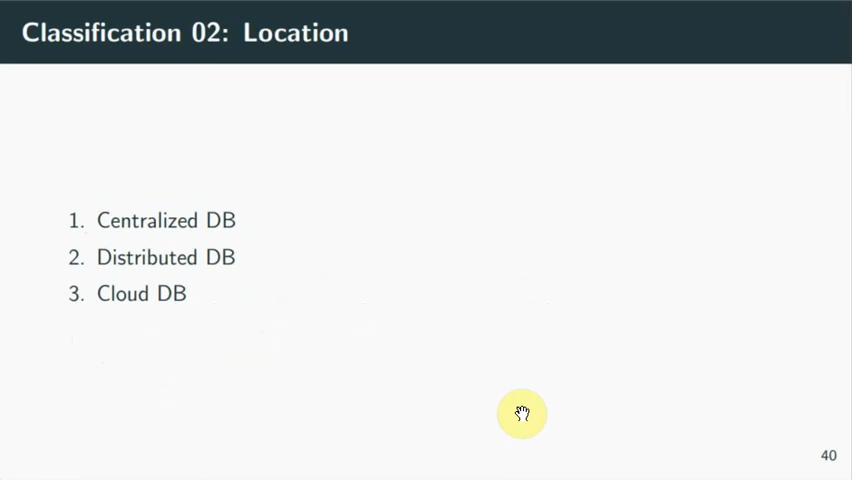 Classification 02: Location
1. Centralized DB
2. Distributed DB
3. Cloud DB
40